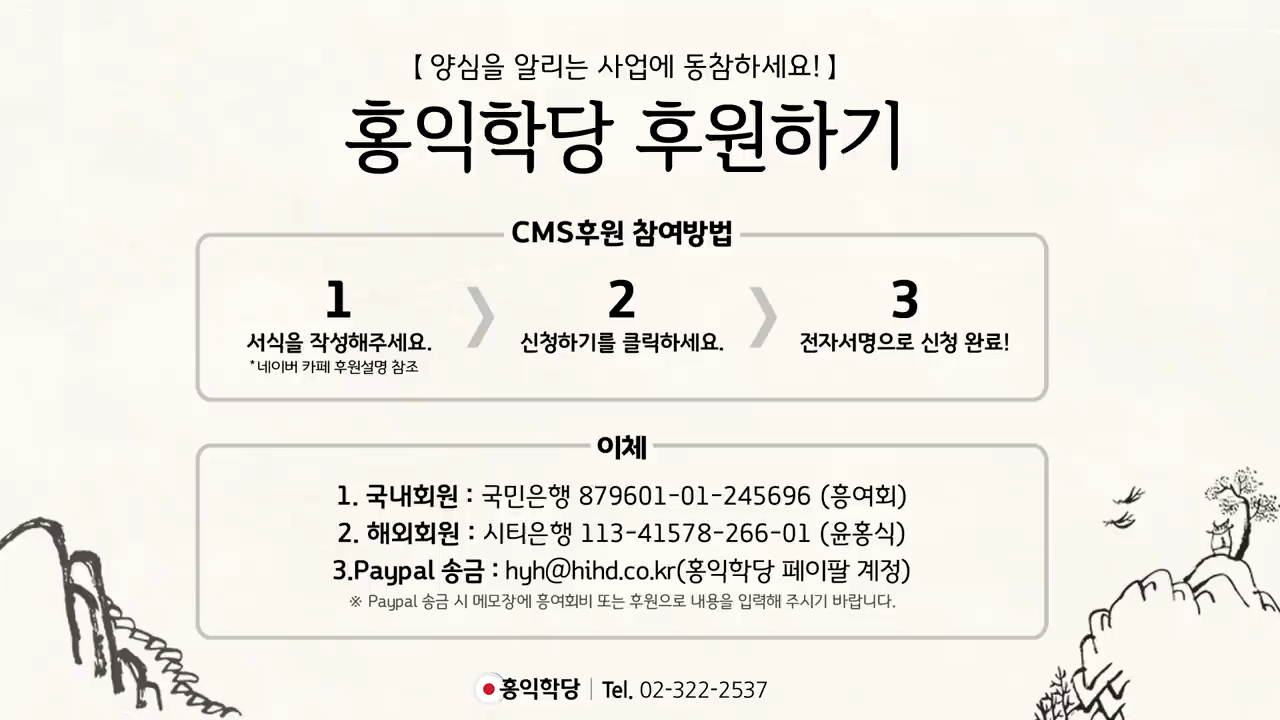 【 양심을 알리는 사업에 동참하세요! 】
홍익학당 후원하기
CMS후원 참여방법
1
서식을 작성해주세요.
*네이버 카페 후원설명 참조
2
신청하기를 클릭하세요.
3
전자서명으로 신청 완료!
이체
1. 국내회원 : 국민은행 879601-01-245696 (흥여회)
2. 해외회원 : 시티은행 113-41578-266-01 (윤홍식)
3.Paypal 송금 : hyh@hihd.co.kr(홍익학당 페이팔 계정)
※ Paypal 송금 시 메모장에 흥여회비 또는 후원으로 내용을 입력해 주시기 바랍니다.
홍익학당 | Tel. 02-322-2537